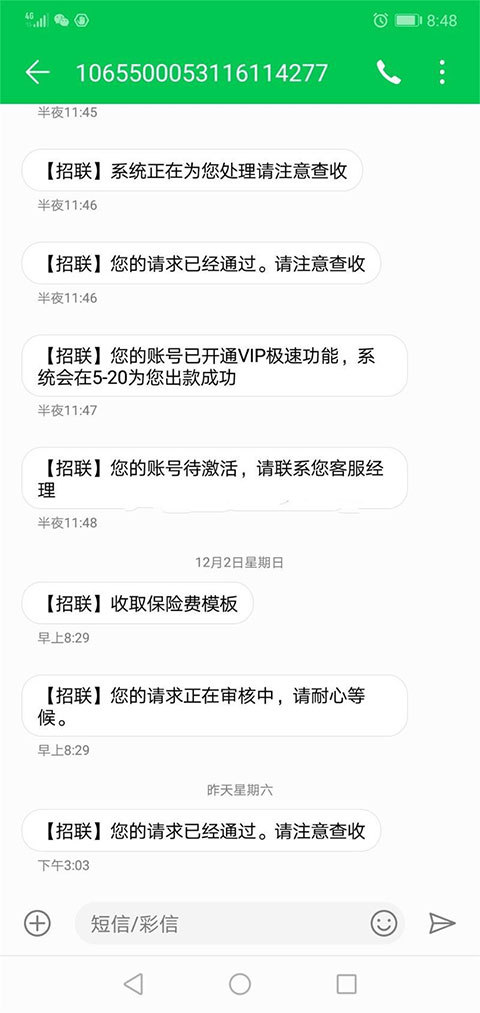 4G
8:48
1065500053116114277
半夜11:45
【招联】系统正在为您处理请注意查收
半夜11:46
【招联】您的请求已经通过。请注意查收
半夜11:46
【招联】您的账号已开通VIP极速功能，系
统会在5-20为您出款成功
半夜11:47
【招联】您的账号待激活，请联系您客服经
理
半夜11:48
12月2日星期日
【招联】收取保险费模板
早上8:29
【招联】您的请求正在审核中，请耐心等
候。
早上8:29
昨天星期六
【招联】您的请求已经通过。请注意查收
下午3:03
短信/彩信